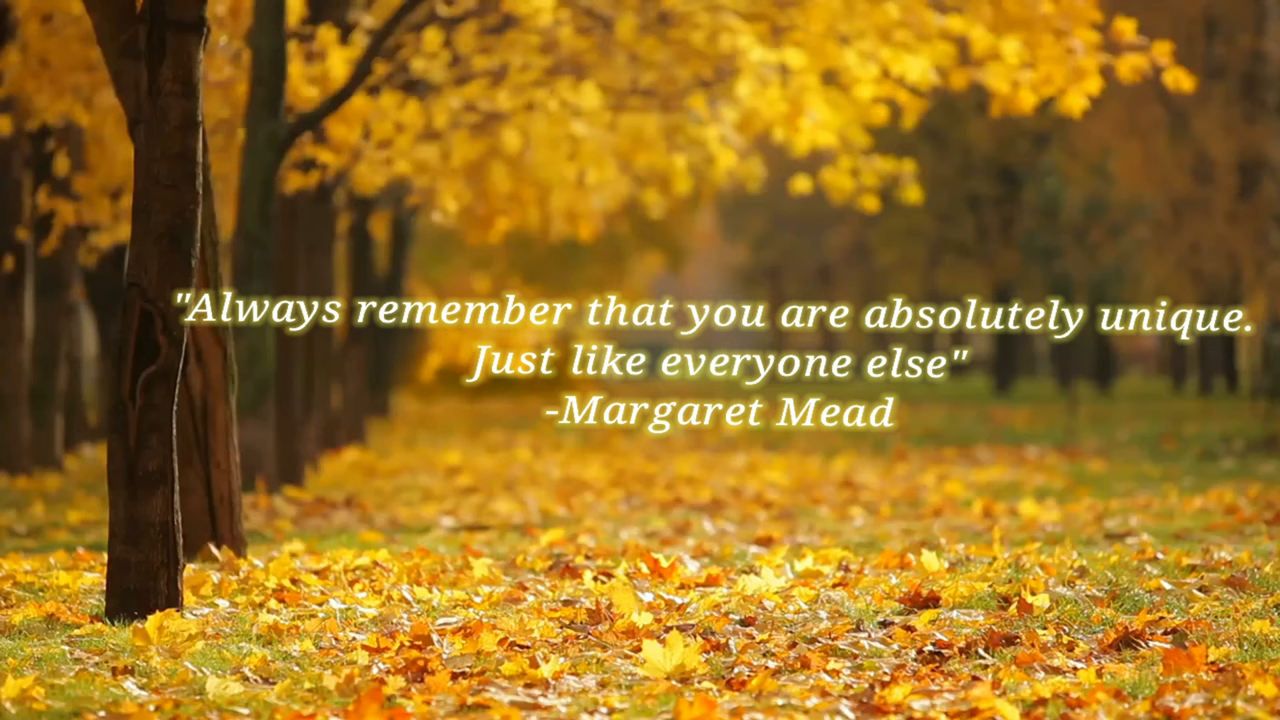 "Always remember that you are absolutely unique.
Just like everyone else"
-Margaret Mead